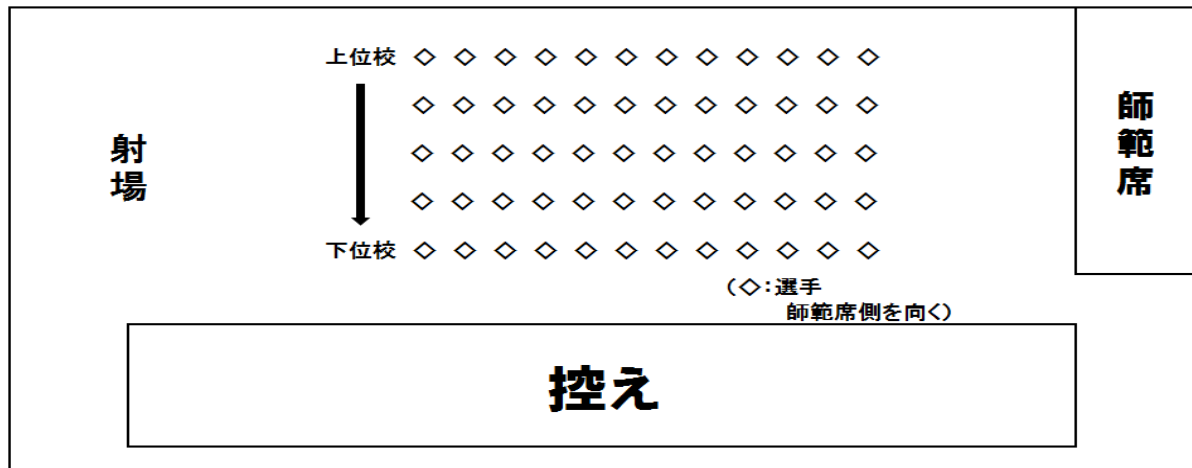 上位校 ◇ ◇ ◇ ◇ ◇ ◇ ◇ ◇ ◇ ◇ ◇ ◇
◇ ◇ ◇ ◇ ◇ ◇ ◇ ◇ ◇ ◇ ◇ ◇
◇ ◇ ◇ ◇ ◇ ◇ ◇ ◇ ◇ ◇ ◇ ◇
◇ ◇ ◇ ◇ ◇ ◇ ◇ ◇ ◇ ◇ ◇ ◇
下位校 ◇ ◇ ◇ ◇ ◇ ◇ ◇ ◇ ◇ ◇ ◇ ◇
射場
師範席
(◇:選手
師範席側を向く)
控え